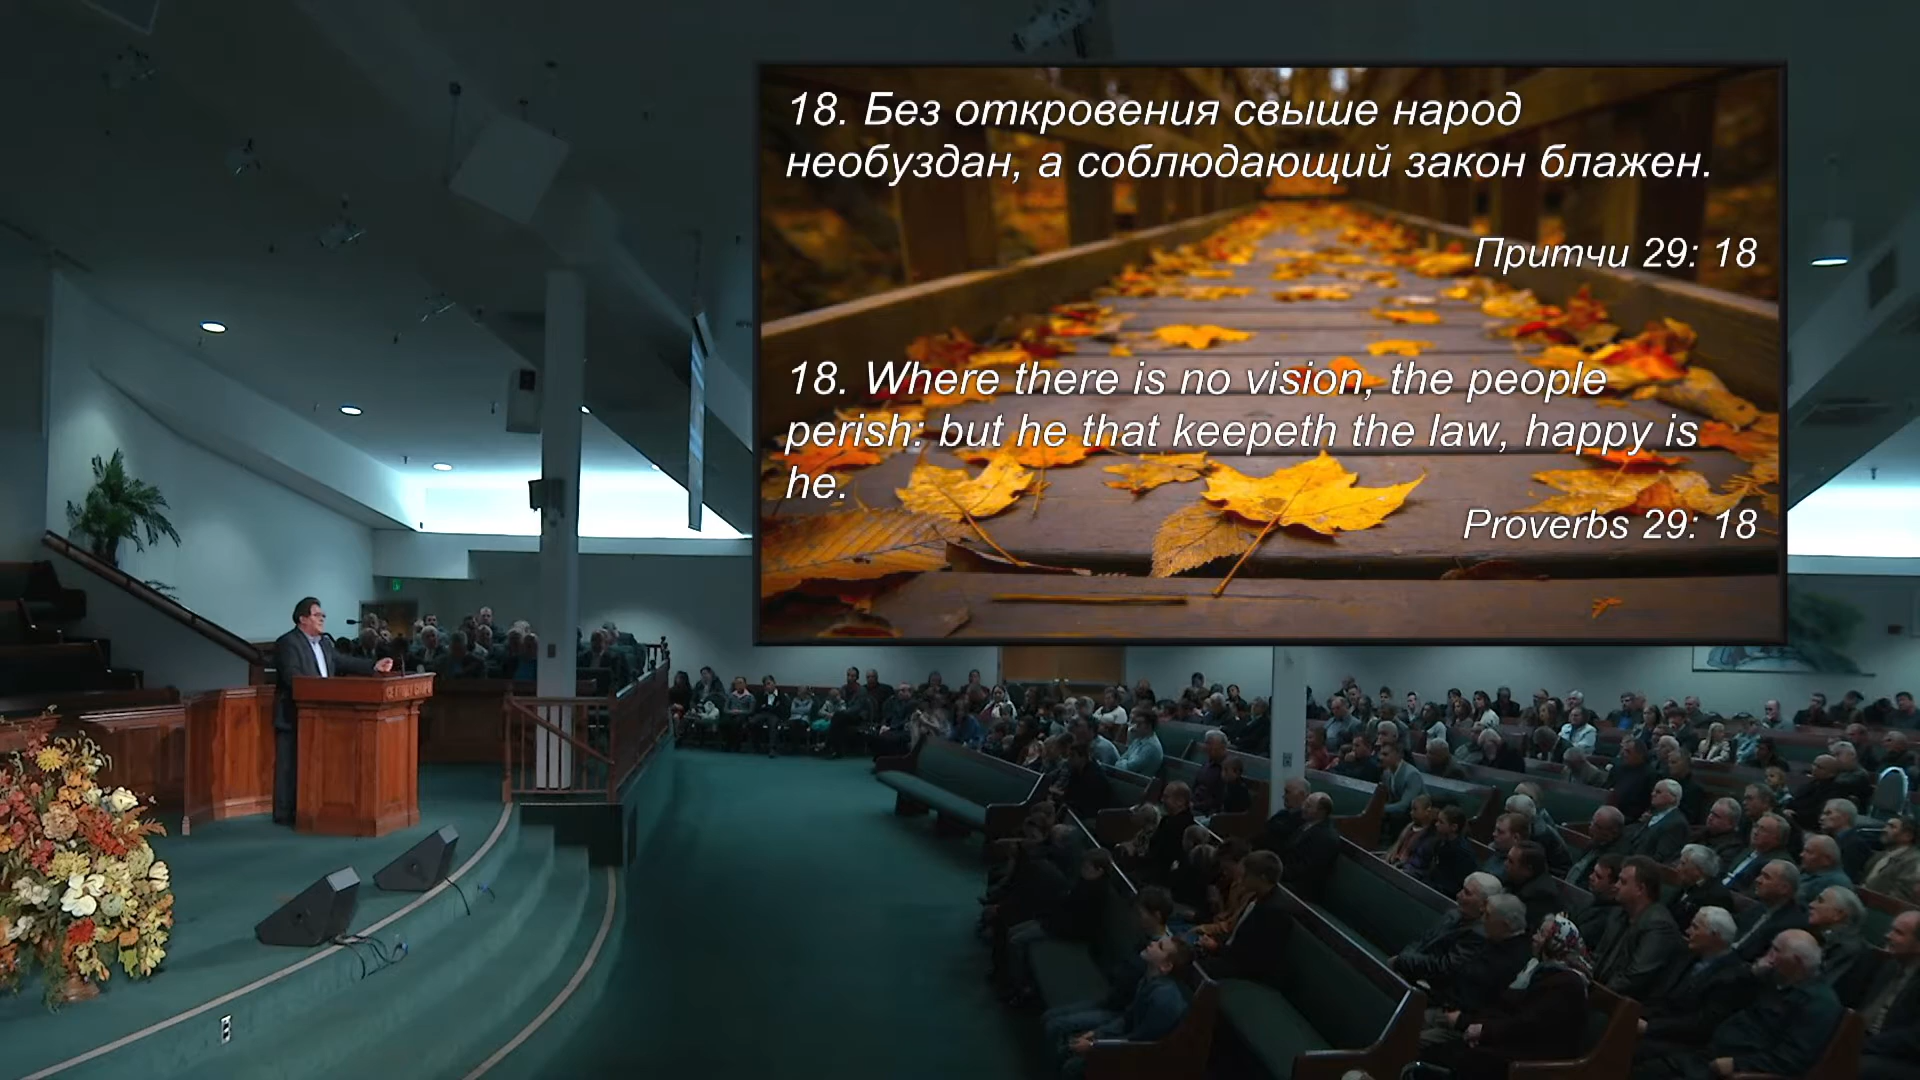 18. Без откровения свыше народ
необуздан, а соблюдающий закон блажен.
Притчи 29: 18
18. Where there is no vision, the people
perish: but he that keepeth the law, happy is
he.
Proverbs 29: 18